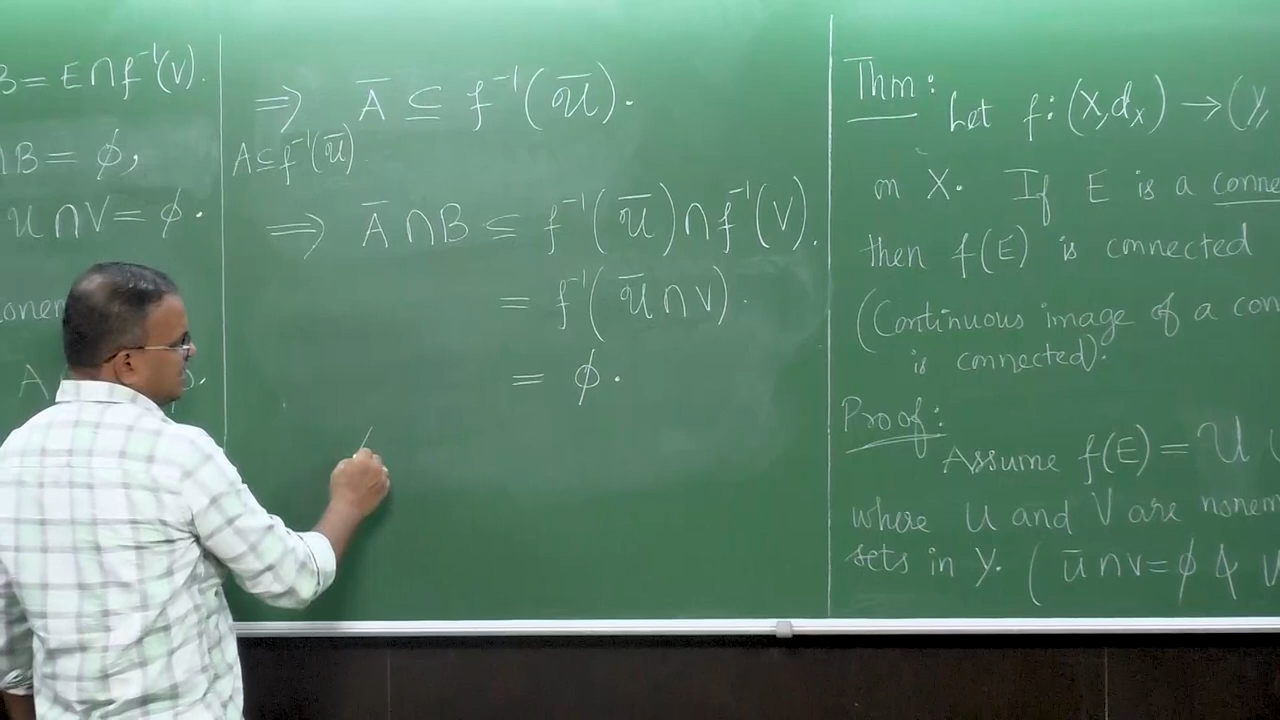 B = E ∩ f⁻¹(V).
∩B = φ,
U ∩ V = φ.
A
⇒ A̅ ⊆ f⁻¹(U̅).
A ⊆ f⁻¹(U̅)
⇒ A̅ ∩ B ⊆ f⁻¹(U̅) ∩ f⁻¹(V).
= f⁻¹(U̅ ∩ V).
= φ.
Thm: Let f: (X, dₓ) → (Y,
on X. If E is a conne
then f(E) is connected
(Continuous image of a con
is connected).
Proof:
Assume f(E) = U
where U and V are nonem
sets in Y. (U̅ ∩ V = φ &